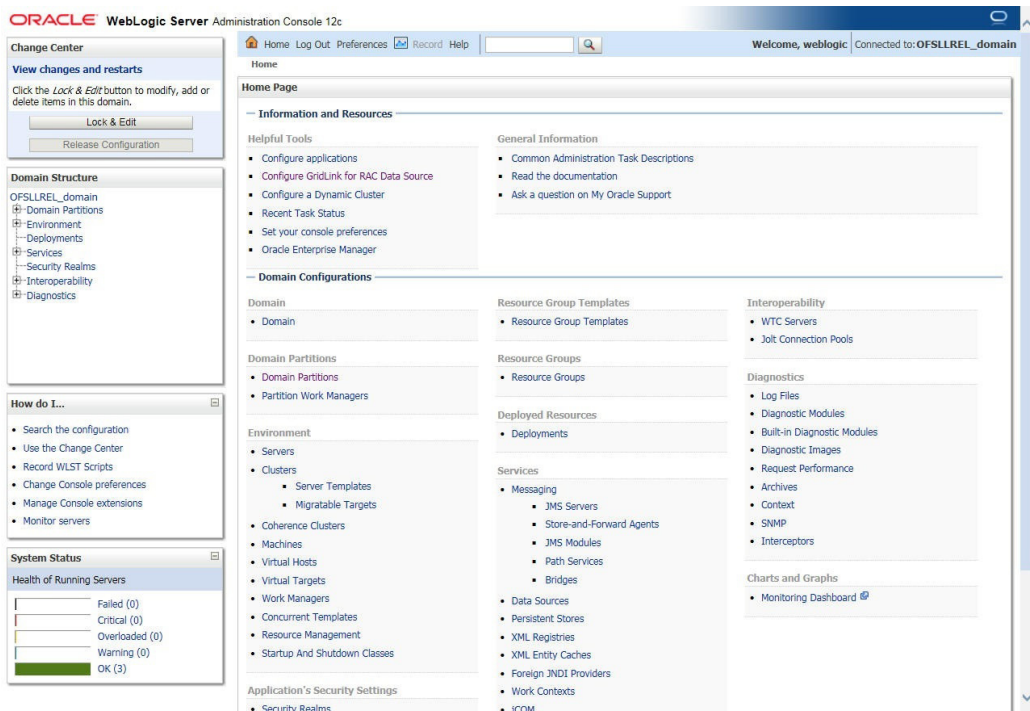 ORACLE WebLogic Server Administration Console 12c
Change Center
View changes and restarts
Click the Lock & Edit button to modify, add or
delete items in this domain.
Lock & Edit
Release Configuration
Domain Structure
OFSLLREL_domain
Domain Partitions
Environment
Deployments
Services
Security Realms
Interoperability
Diagnostics
How do I...
Search the configuration
Use the Change Center
Record WLST Scripts
Change Console preferences
Manage Console extensions
Monitor servers
System Status
Health of Running Servers
Failed (0)
Critical (0)
Overloaded (0)
Warning (0)
OK (3)
Home Log Out Preferences Record Help
Welcome, weblogic Connected to: OFSLLREL_domain
Home
Home Page
Information and Resources
Helpful Tools
Configure applications
Configure GridLink for RAC Data Source
Configure a Dynamic Cluster
Recent Task Status
Set your console preferences
Oracle Enterprise Manager
General Information
Common Administration Task Descriptions
Read the documentation
Ask a question on My Oracle Support
Domain Configurations
Domain
Domain
Domain Partitions
Domain Partitions
Partition Work Managers
Environment
Servers
Clusters
Server Templates
Migratable Targets
Coherence Clusters
Machines
Virtual Hosts
Virtual Targets
Work Managers
Concurrent Templates
Resource Management
Startup And Shutdown Classes
Application's Security Settings
Security Realms
Resource Group Templates
Resource Group Templates
Resource Groups
Resource Groups
Deployed Resources
Deployments
Services
Messaging
JMS Servers
Store-and-Forward Agents
JMS Modules
Path Services
Bridges
Data Sources
Persistent Stores
XML Registries
XML Entity Caches
Foreign JNDI Providers
Work Contexts
jCOM
Interoperability
WTC Servers
Jolt Connection Pools
Diagnostics
Log Files
Diagnostic Modules
Built-in Diagnostic Modules
Diagnostic Images
Request Performance
Archives
Context
SNMP
Interceptors
Charts and Graphs
Monitoring Dashboard